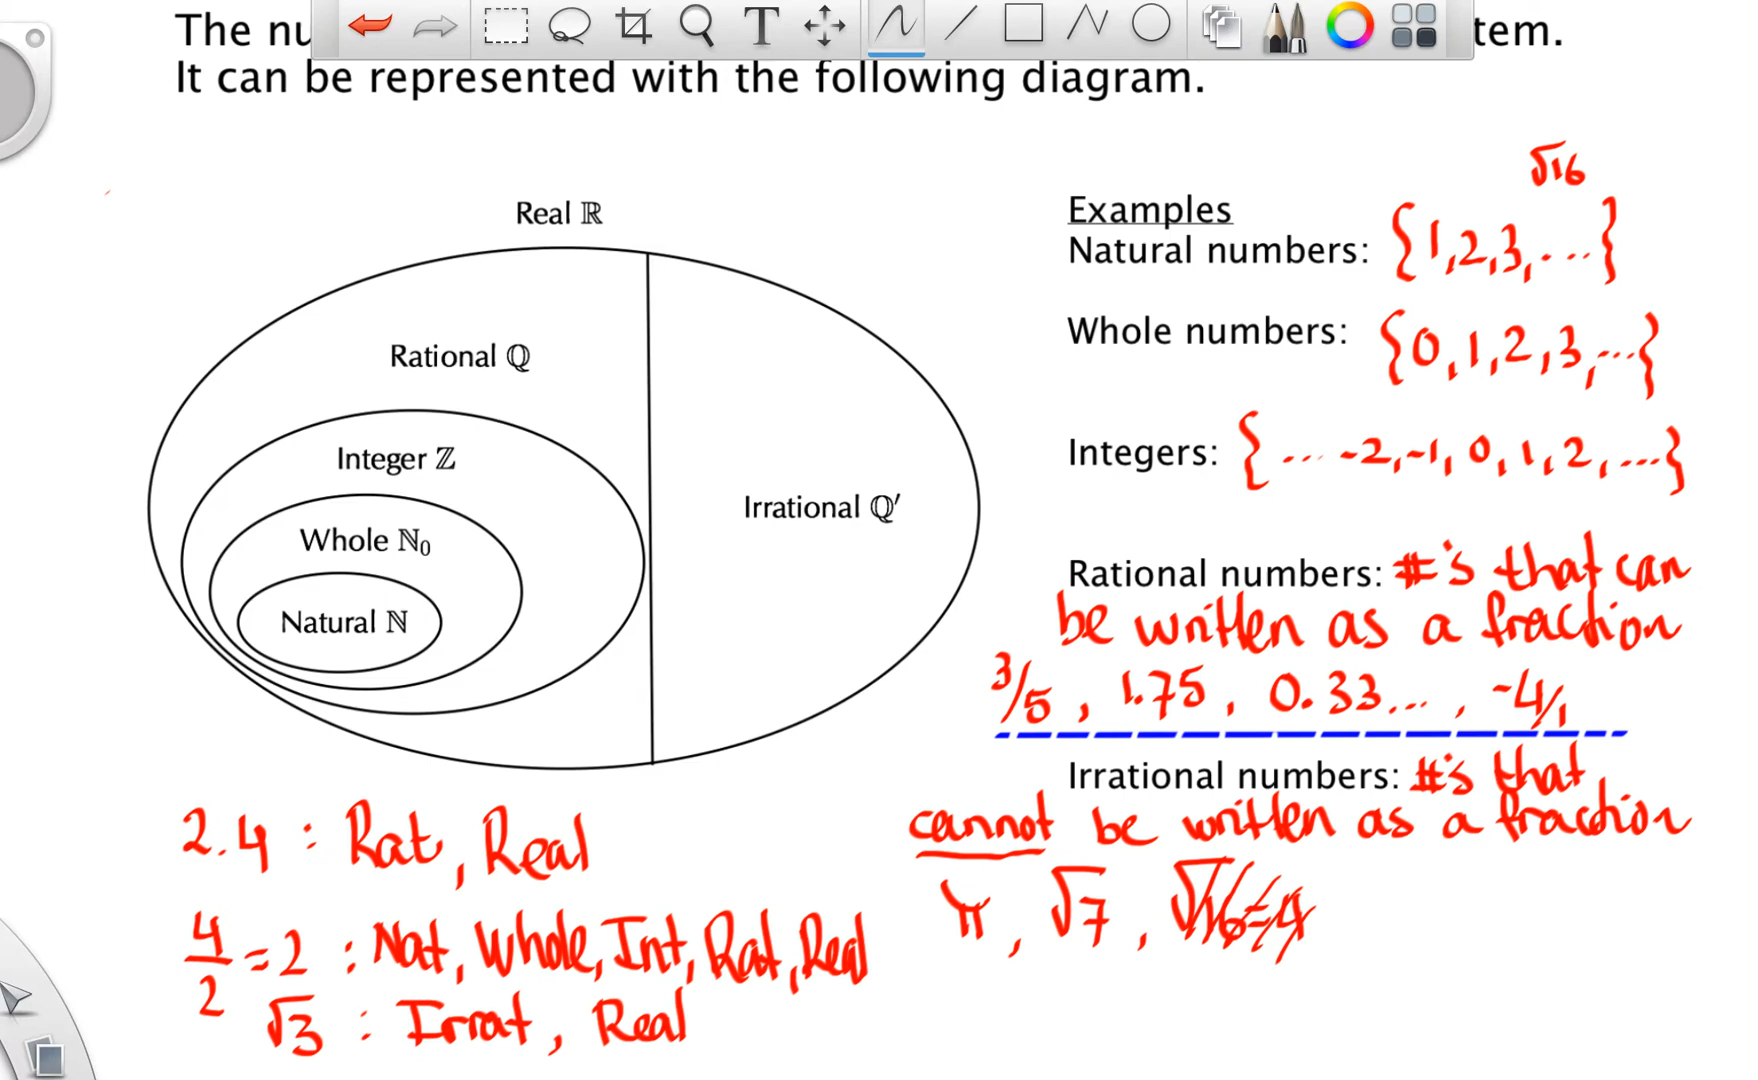 The nu
tem.
It can be represented with the following diagram.
Real ℝ
Rational ℚ
Integer ℤ
Whole ℕ₀
Natural ℕ
Irrational ℚ′
√16
Examples
Natural numbers: {1,2,3,...}
Whole numbers: {0,1,2,3,...}
Integers: {... -2,-1,0,1,2,...}
Rational numbers: #'s that can
be written as a fraction
3/5, 1.75, 0.33..., -4/1
Irrational numbers: #'s that
cannot be written as a fraction
π, √7, √16=4
2.4 : Rat, Real
4/2 = 2 : Nat, Whole, Int, Rat, Real
√3 : Irrat, Real
T